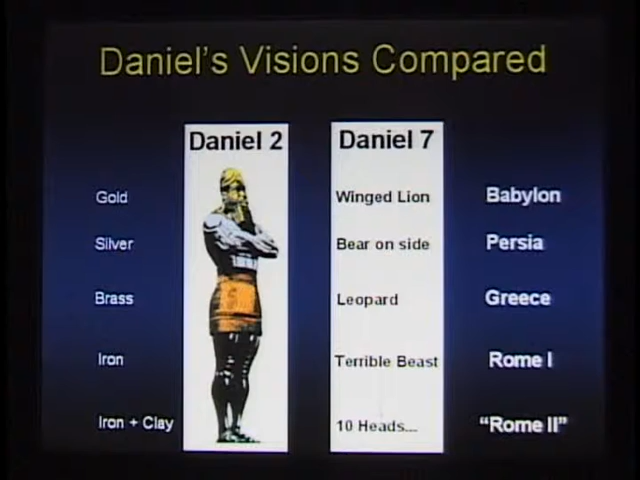 Daniel's Visions Compared
Daniel 2 Daniel 7
Gold Winged Lion Babylon
Silver Bear on side Persia
Brass Leopard Greece
Iron Terrible Beast Rome I
Iron + Clay 10 Heads... “Rome II”